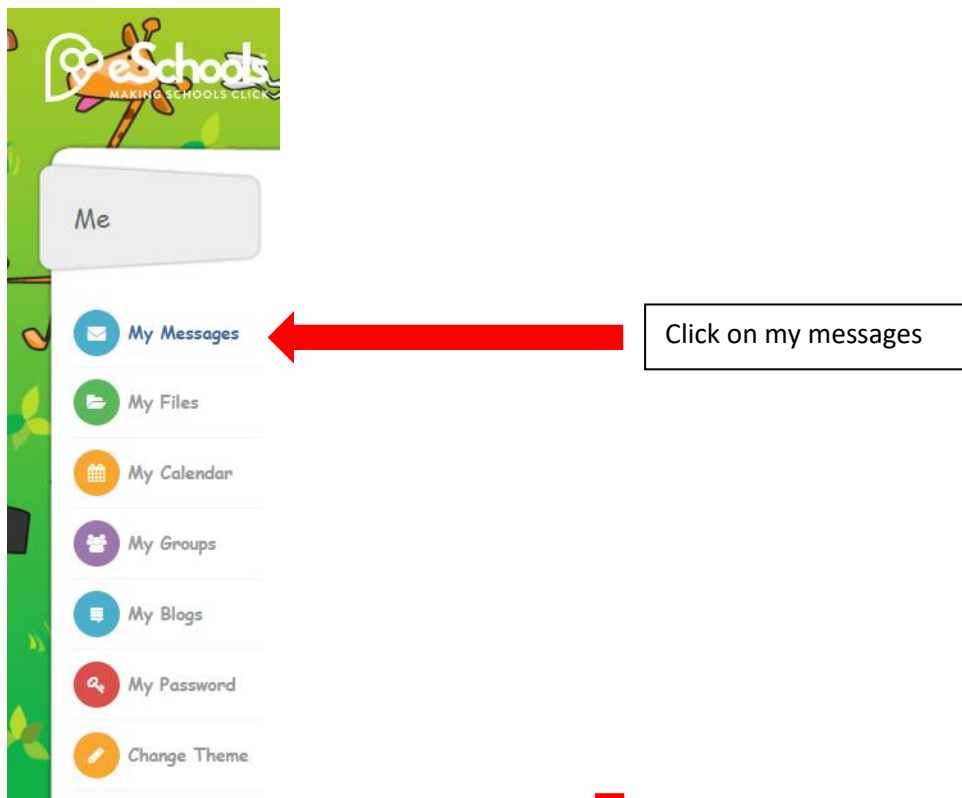 eSchools
MAKING SCHOOLS CLICK
Me
My Messages
Click on my messages
My Files
My Calendar
My Groups
My Blogs
My Password
Change Theme